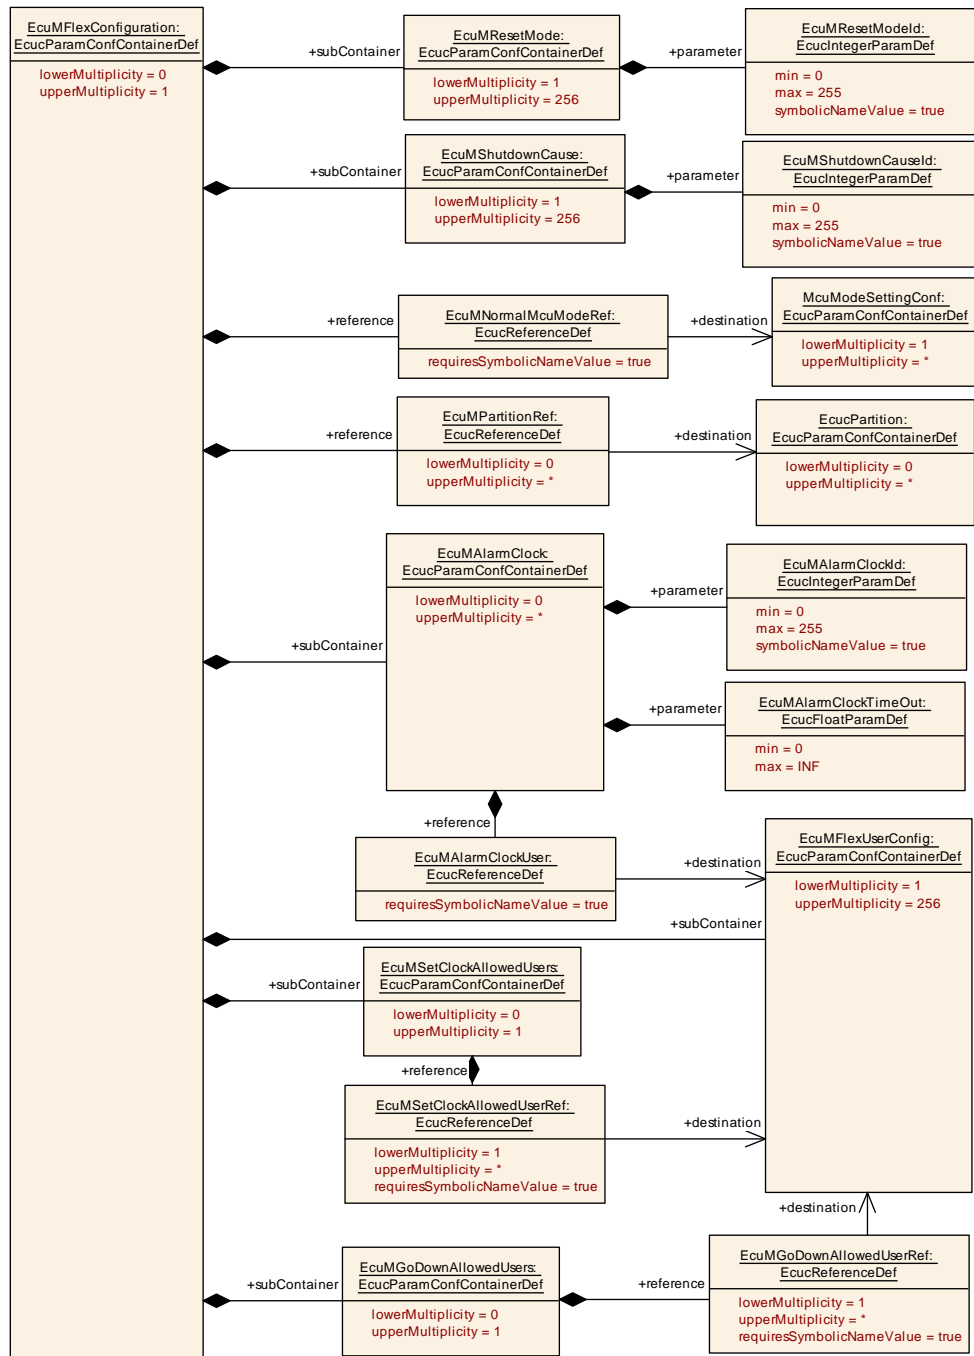 EcuMFlexConfiguration:
EcucParamConfContainerDef
lowerMultiplicity = 0
upperMultiplicity = 1
+subContainer
EcuMResetMode:
EcucParamConfContainerDef
lowerMultiplicity = 1
upperMultiplicity = 256
+parameter
EcuMResetModeId:
EcucIntegerParamDef
min = 0
max = 255
symbolicNameValue = true
+subContainer
EcuMShutdownCause:
EcucParamConfContainerDef
lowerMultiplicity = 1
upperMultiplicity = 256
+parameter
EcuMShutdownCauseId:
EcucIntegerParamDef
min = 0
max = 255
symbolicNameValue = true
+reference
EcuMNormalMcuModeRef:
EcucReferenceDef
requiresSymbolicNameValue = true
+destination
McuModeSettingConf:
EcucParamConfContainerDef
lowerMultiplicity = 1
upperMultiplicity = *
+reference
EcuMPartitionRef:
EcucReferenceDef
lowerMultiplicity = 0
upperMultiplicity = *
+destination
EcucPartition:
EcucParamConfContainerDef
lowerMultiplicity = 0
upperMultiplicity = *
+subContainer
EcuMAlarmClock:
EcucParamConfContainerDef
lowerMultiplicity = 0
upperMultiplicity = *
+parameter
EcuMAlarmClockId:
EcucIntegerParamDef
min = 0
max = 255
symbolicNameValue = true
+parameter
EcuMAlarmClockTimeOut:
EcucFloatParamDef
min = 0
max = INF
+reference
EcuMAlarmClockUser:
EcucReferenceDef
requiresSymbolicNameValue = true
+destination
EcuMFlexUserConfig:
EcucParamConfContainerDef
lowerMultiplicity = 1
upperMultiplicity = 256
+subContainer
+subContainer
EcuMSetClockAllowedUsers:
EcucParamConfContainerDef
lowerMultiplicity = 0
upperMultiplicity = 1
+reference
EcuMSetClockAllowedUserRef:
EcucReferenceDef
lowerMultiplicity = 1
upperMultiplicity = *
requiresSymbolicNameValue = true
+destination
+destination
+subContainer
EcuMGoDownAllowedUsers:
EcucParamConfContainerDef
lowerMultiplicity = 0
upperMultiplicity = 1
+reference
EcuMGoDownAllowedUserRef:
EcucReferenceDef
lowerMultiplicity = 1
upperMultiplicity = *
requiresSymbolicNameValue = true